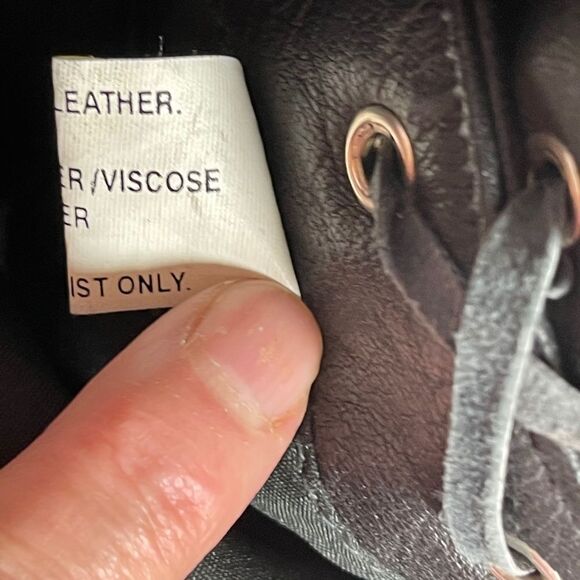 LEATHER.
ER/VISCOSE
ER
IST ONLY.